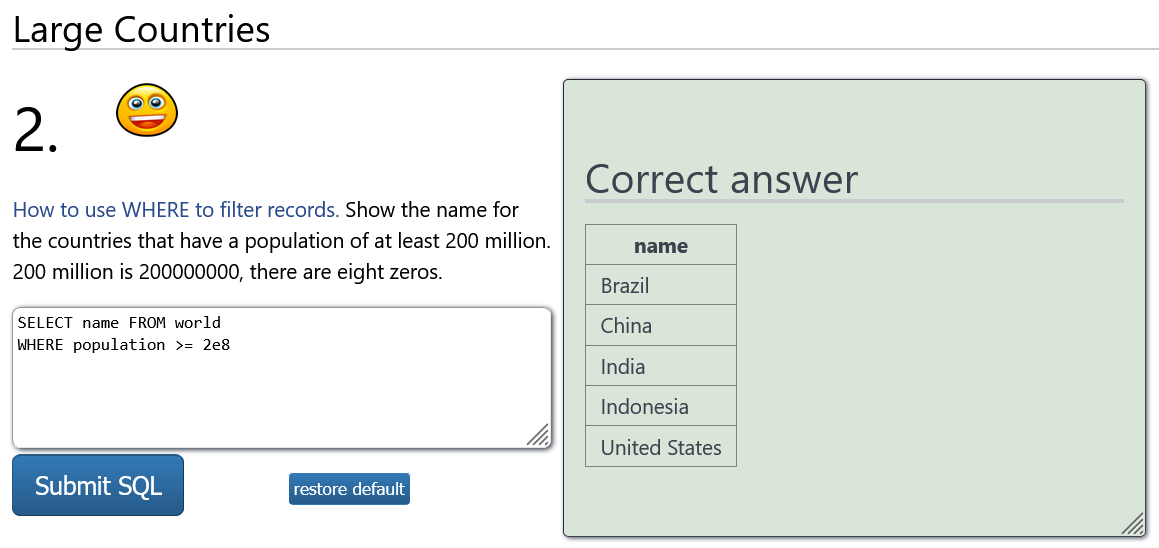 Large Countries
2.
How to use WHERE to filter records. Show the name for
the countries that have a population of at least 200 million.
200 million is 200000000, there are eight zeros.
SELECT name FROM world
WHERE population >= 2e8
Submit SQL
restore default
Correct answer
name
Brazil
China
India
Indonesia
United States